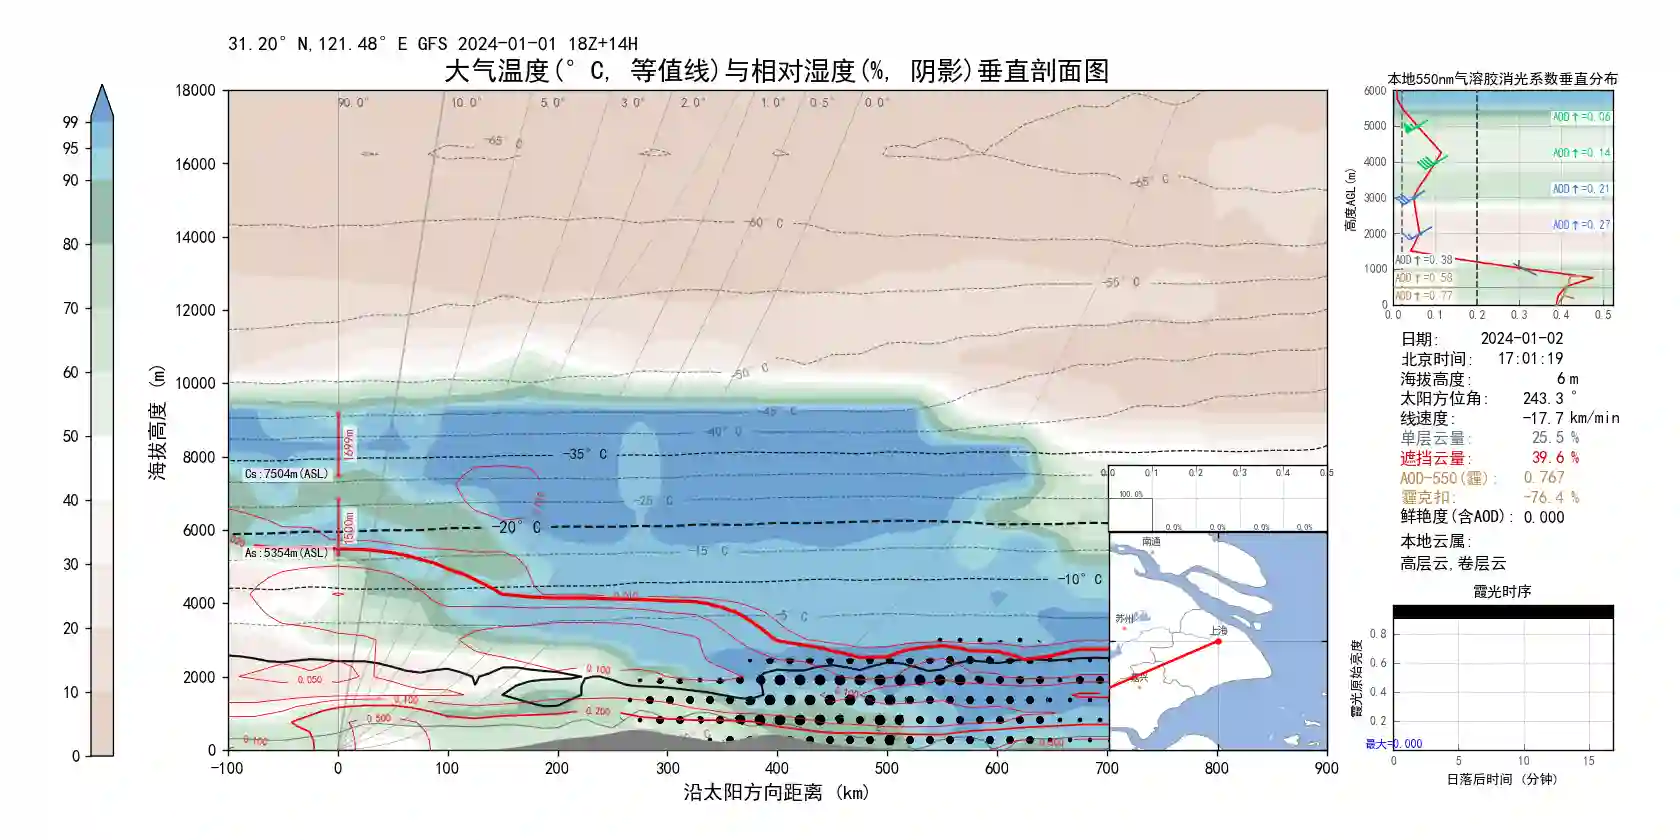 31.20° N,121.48° E GFS 2024-01-01 18Z+14H
大气温度(° C, 等值线)与相对湿度(%, 阴影)垂直剖面图
99
95
90
80
70
60
50
40
30
20
10
0
海拔高度 (m)
18000
16000
14000
12000
10000
8000
6000
4000
2000
0
90.0°
10.0°
5.0°
3.0°
2.0°
1.0°
0.5°
0.0°
-65° C
-65° C
-60° C
-55° C
-50° C
-45° C
-40° C
-35° C
-25 ° C
-20° C
-15 ° C
-10° C
-5 ° C
1699m
Cs:7504m(ASL)
1500m
As:5354m(ASL)
0.010
0.100
0.050
0.100
0.200
0.500
0.100
0.100
-100
0
100
200
300
400
500
600
700
800
900
沿太阳方向距离 (km)
0.0
0.1
0.2
0.3
0.4
0.5
100.0%
0.0%
0.0%
0.0%
0.0%
南通
苏州
上海
嘉兴
本地550nm气溶胶消光系数垂直分布
高度AGL(m)
6000
5000
4000
3000
2000
1000
0
AOD↑=0.06
AOD↑=0.14
AOD↑=0.21
AOD↑=0.27
AOD↑=0.38
AOD↑=0.58
AOD↑=0.77
0.0
0.1
0.2
0.3
0.4
0.5
日期: 2024-01-02
北京时间: 17:01:19
海拔高度: 6 m
太阳方位角: 243.3 °
线速度: -17.7 km/min
单层云量: 25.5 %
遮挡云量: 39.6 %
AOD-550(霾): 0.767
霾克扣: -76.4 %
鲜艳度(含AOD): 0.000
本地云属:
高层云,卷层云
霞光时序
霞光原始亮度
0.8
0.6
0.4
0.2
最大=0.000
0
5
10
15
日落后时间 (分钟)